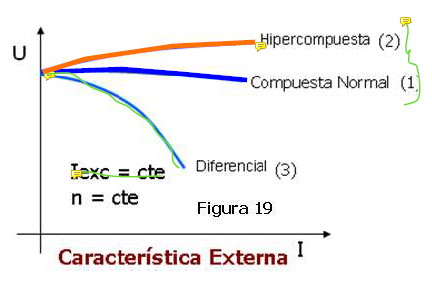 Hipercompuesta (2)
U
Compuesta Normal (1)
Diferencial (3)
Iexc = cte
n = cte
Figura 19
Característica Externa
I